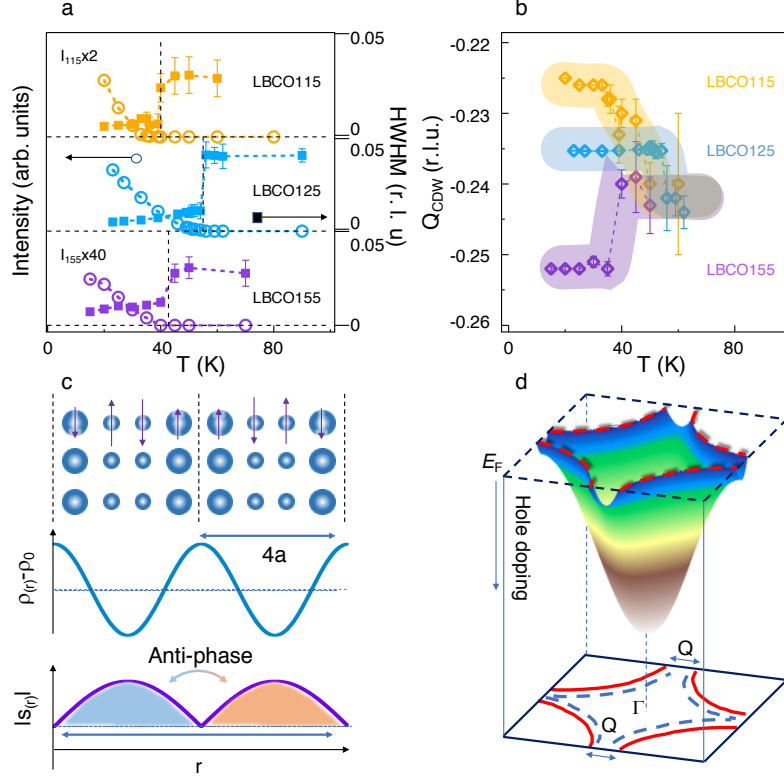 a
Intensity (arb. units)
I115x2
LBCO115
LBCO125
I155x40
LBCO155
0.05
0
0.05
0
0.05
0
HWHM (r. l. u)
0
40
80
T (K)
b
QCDW (r.l.u.)
-0.22
-0.23
-0.24
-0.25
-0.26
LBCO115
LBCO125
LBCO155
0
40
80
T (K)
c
4a
ρ(r)-ρ0
Anti-phase
|s(r)|
r
d
EF
Hole doping
Q
Γ
Q